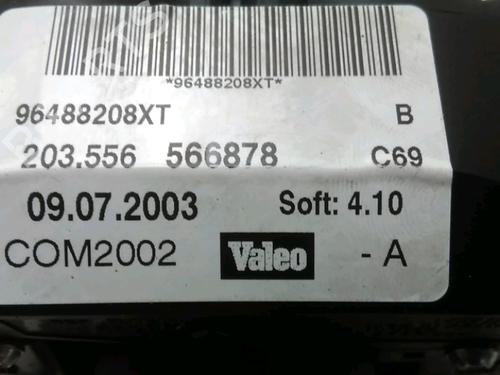 *96488208XT*
96488208XT B
203.556 566878 C69
09.07.2003 Soft: 4.10
COM2002 Valeo - A